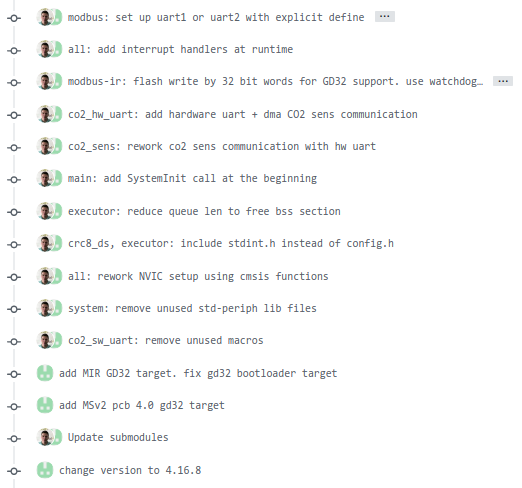 modbus: set up uart1 or uart2 with explicit define ...
all: add interrupt handlers at runtime
modbus-ir: flash write by 32 bit words for GD32 support. use watchdog… ...
co2_hw_uart: add hardware uart + dma CO2 sens communication
co2_sens: rework co2 sens communication with hw uart
main: add SystemInit call at the beginning
executor: reduce queue len to free bss section
crc8_ds, executor: include stdint.h instead of config.h
all: rework NVIC setup using cmsis functions
system: remove unused std-periph lib files
co2_sw_uart: remove unused macros
add MIR GD32 target. fix gd32 bootloader target
add MSv2 pcb 4.0 gd32 target
Update submodules
change version to 4.16.8